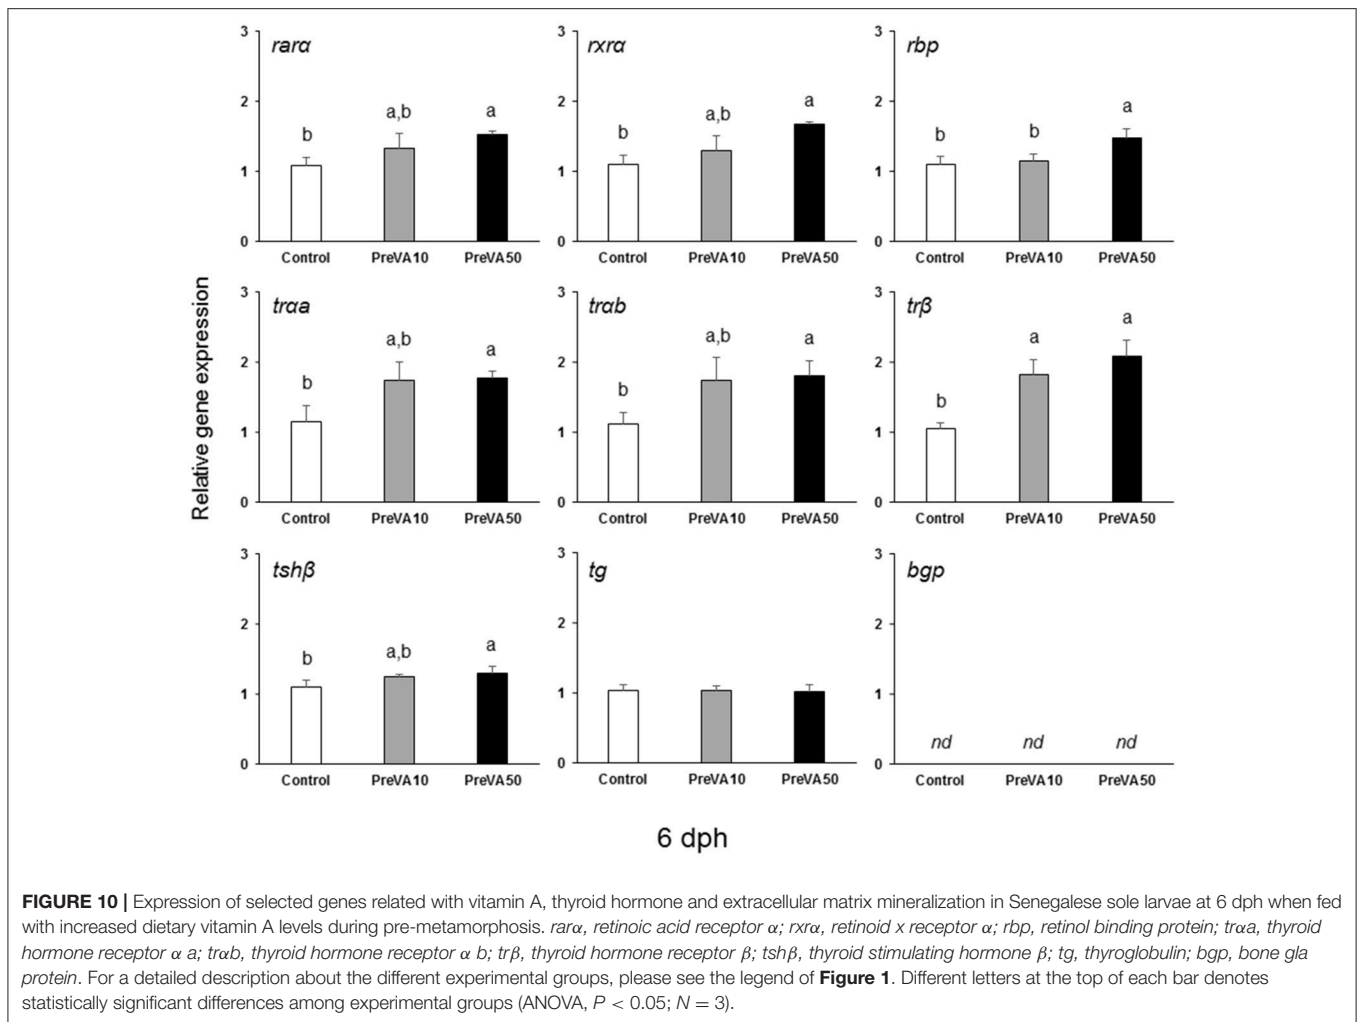 3
2
1
0
rarα
b
a,b
a
Control
PreVA10
PreVA50
3
2
1
0
rxrα
b
a,b
a
Control
PreVA10
PreVA50
3
2
1
0
rbp
b
b
a
Control
PreVA10
PreVA50
Relative gene expression
3
2
1
0
trαa
b
a,b
a
Control
PreVA10
PreVA50
3
2
1
0
trαb
b
a,b
a
Control
PreVA10
PreVA50
3
2
1
0
trβ
b
a
a
Control
PreVA10
PreVA50
3
2
1
0
tshβ
b
a,b
a
Control
PreVA10
PreVA50
3
2
1
0
tg
Control
PreVA10
PreVA50
3
2
1
0
bgp
nd
nd
nd
Control
PreVA10
PreVA50
6 dph
FIGURE 10 | Expression of selected genes related with vitamin A, thyroid hormone and extracellular matrix mineralization in Senegalese sole larvae at 6 dph when fed
with increased dietary vitamin A levels during pre-metamorphosis. rarα, retinoic acid receptor α; rxrα, retinoid x receptor α; rbp, retinol binding protein; trαa, thyroid
hormone receptor α a; trαb, thyroid hormone receptor α b; trβ, thyroid hormone receptor β; tshβ, thyroid stimulating hormone β; tg, thyroglobulin; bgp, bone gla
protein. For a detailed description about the different experimental groups, please see the legend of Figure 1. Different letters at the top of each bar denotes
statistically significant differences among experimental groups (ANOVA, P < 0.05; N = 3).